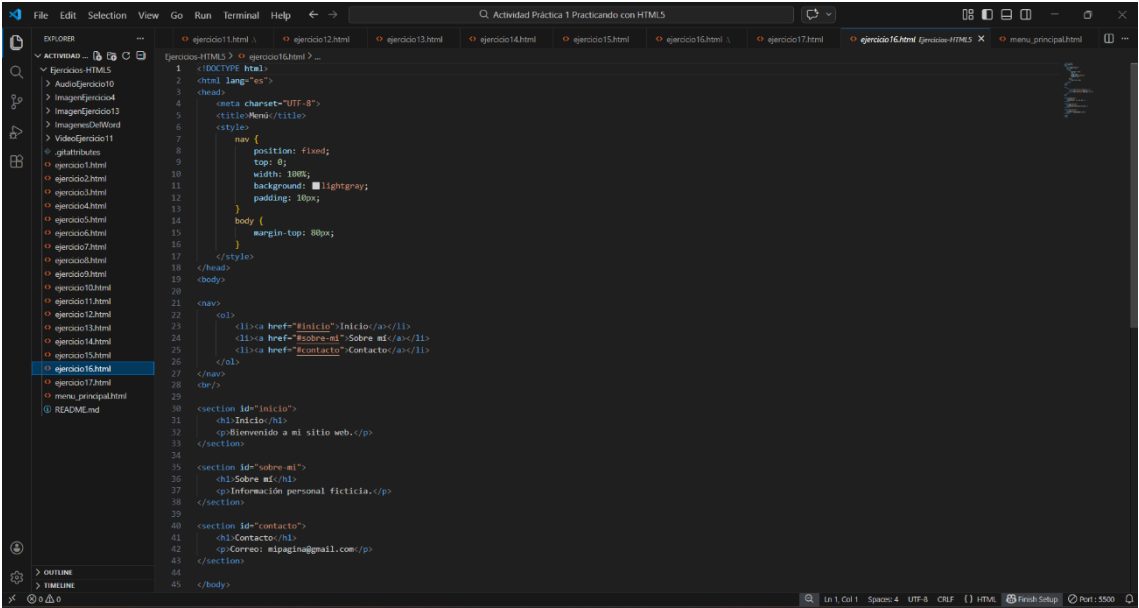 File Edit Selection View Go Run Terminal Help
Actividad Práctica 1 Practicando con HTML5
EXPLORER
ACTIVIDAD ...
Ejercicios-HTML5
AudioEjercicio10
ImagenEjercicio4
ImagenEjercicio13
ImagenesDelWord
VideoEjercicio11
.gitattributes
ejercicio1.html
ejercicio2.html
ejercicio3.html
ejercicio4.html
ejercicio5.html
ejercicio6.html
ejercicio7.html
ejercicio8.html
ejercicio9.html
ejercicio10.html
ejercicio11.html
ejercicio12.html
ejercicio13.html
ejercicio14.html
ejercicio15.html
ejercicio16.html
ejercicio17.html
menu_principal.html
README.md
OUTLINE
TIMELINE
ejercicio11.html ejercicio12.html ejercicio13.html ejercicio14.html ejercicio15.html ejercicio16.html ejercicio17.html ejercicio16.html Ejercicios-HTML5 menu_principal.html
Ejercicios-HTML5 > ejercicio16.html > ...
1 <!DOCTYPE html>
2 <html lang="es">
3 <head>
4 <meta charset="UTF-8">
5 <title>Menú</title>
6 <style>
7 nav {
8 position: fixed;
9 top: 0;
10 width: 100%;
11 background: lightgray;
12 padding: 10px;
13 }
14 body {
15 margin-top: 80px;
16 }
17 </style>
18 </head>
19 <body>
20
21 <nav>
22 <ol>
23 <li><a href="#inicio">Inicio</a></li>
24 <li><a href="#sobre-mi">Sobre mí</a></li>
25 <li><a href="#contacto">Contacto</a></li>
26 </ol>
27 </nav>
28 <br/>
29
30 <section id="inicio">
31 <h1>Inicio</h1>
32 <p>Bienvenido a mi sitio web.</p>
33 </section>
34
35 <section id="sobre-mi">
36 <h1>Sobre mí</h1>
37 <p>Información personal ficticia.</p>
38 </section>
39
40 <section id="contacto">
41 <h1>Contacto</h1>
42 <p>Correo: mipagina@gmail.com</p>
43 </section>
44
45 </body>
0 0 Ln 1, Col 1 Spaces: 4 UTF-8 CRLF {} HTML Finish Setup Port : 5500